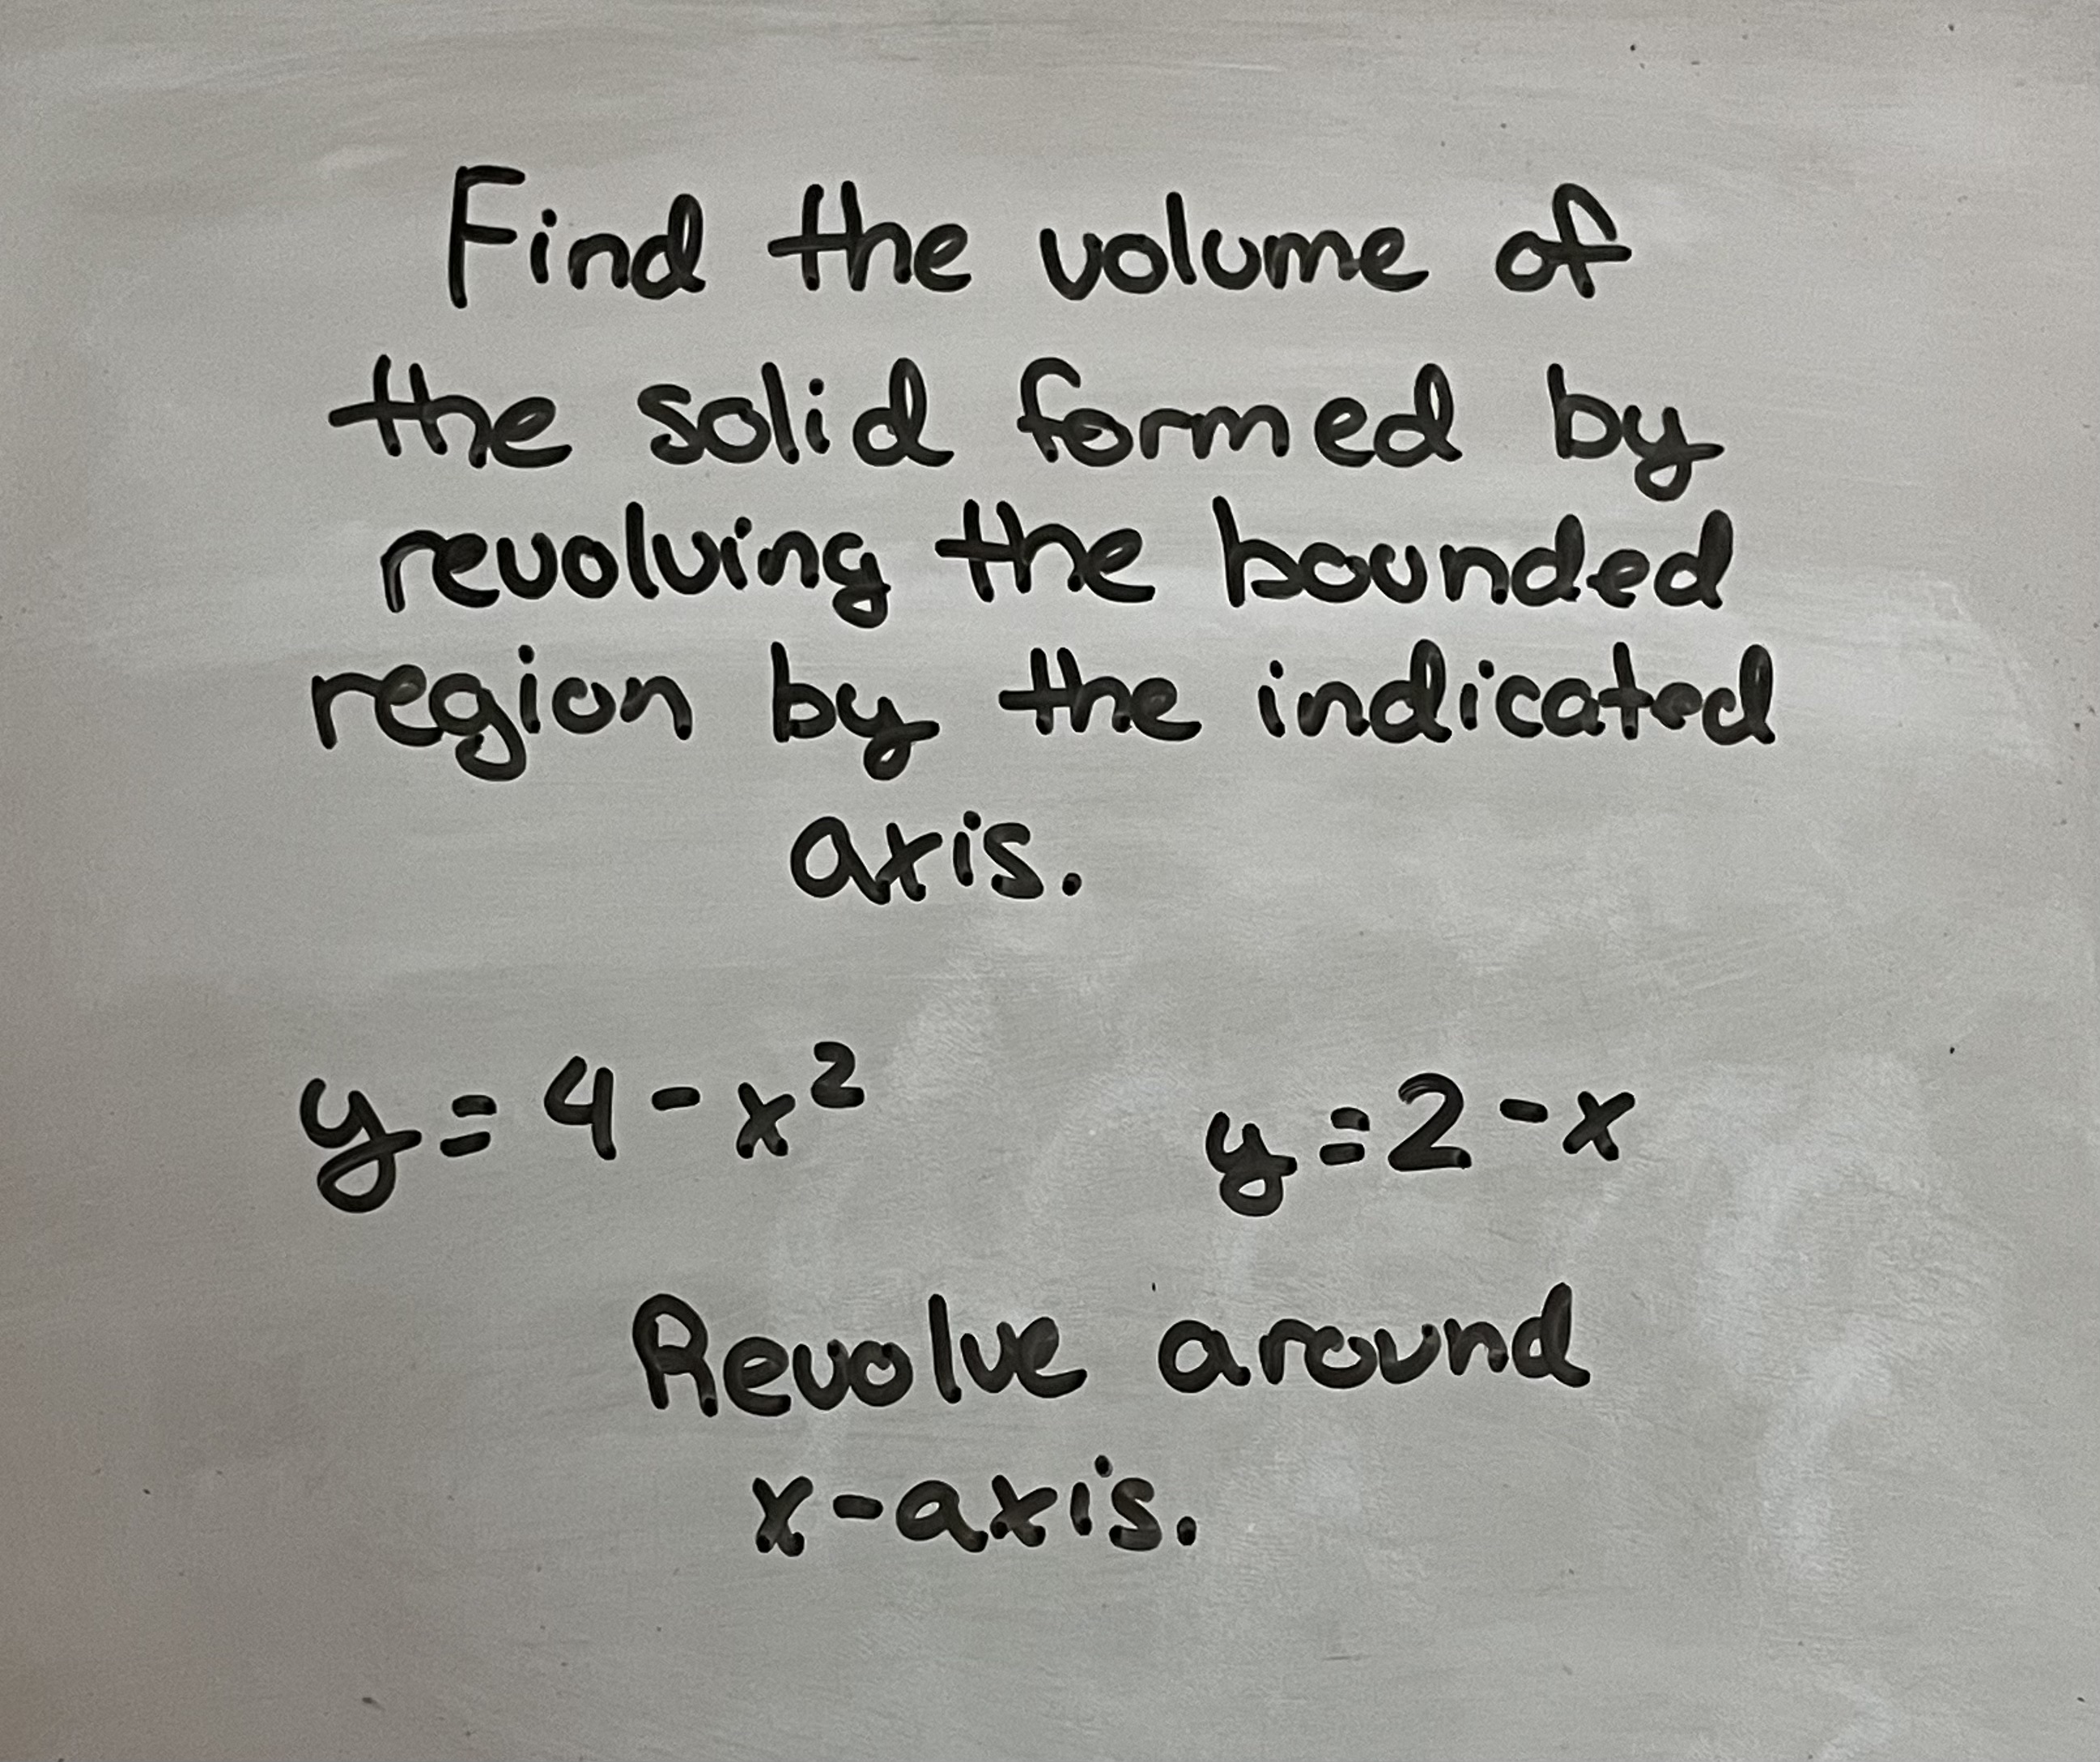 Find the volume of
the solid formed by
revolving the bounded
region by the indicated
axis.
y = 4 - x²
y = 2 - x
Revolve around
x-axis.